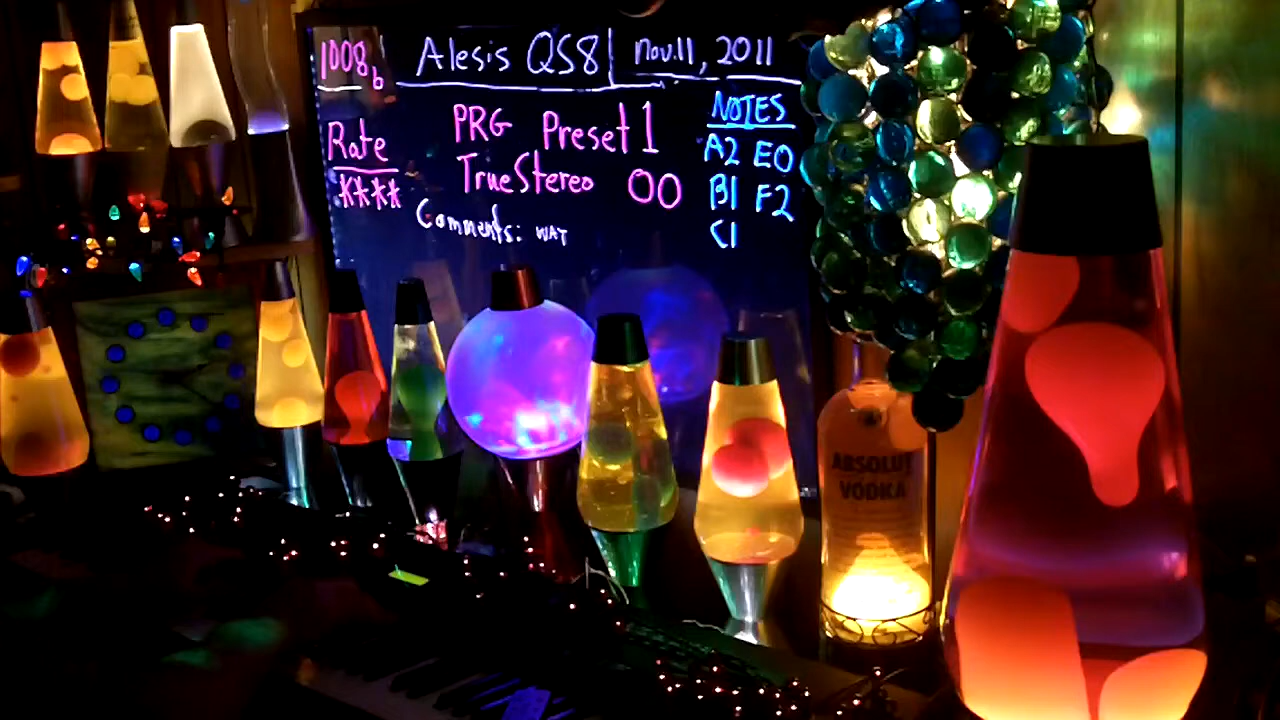 1008b
Alesis QS8
nov.11, 2011
Rate
****
PRG Preset 1
TrueStereo 00
Comments: WAT
NOTES
A2 E0
B1 F2
C1
ABSOLUT
VODKA